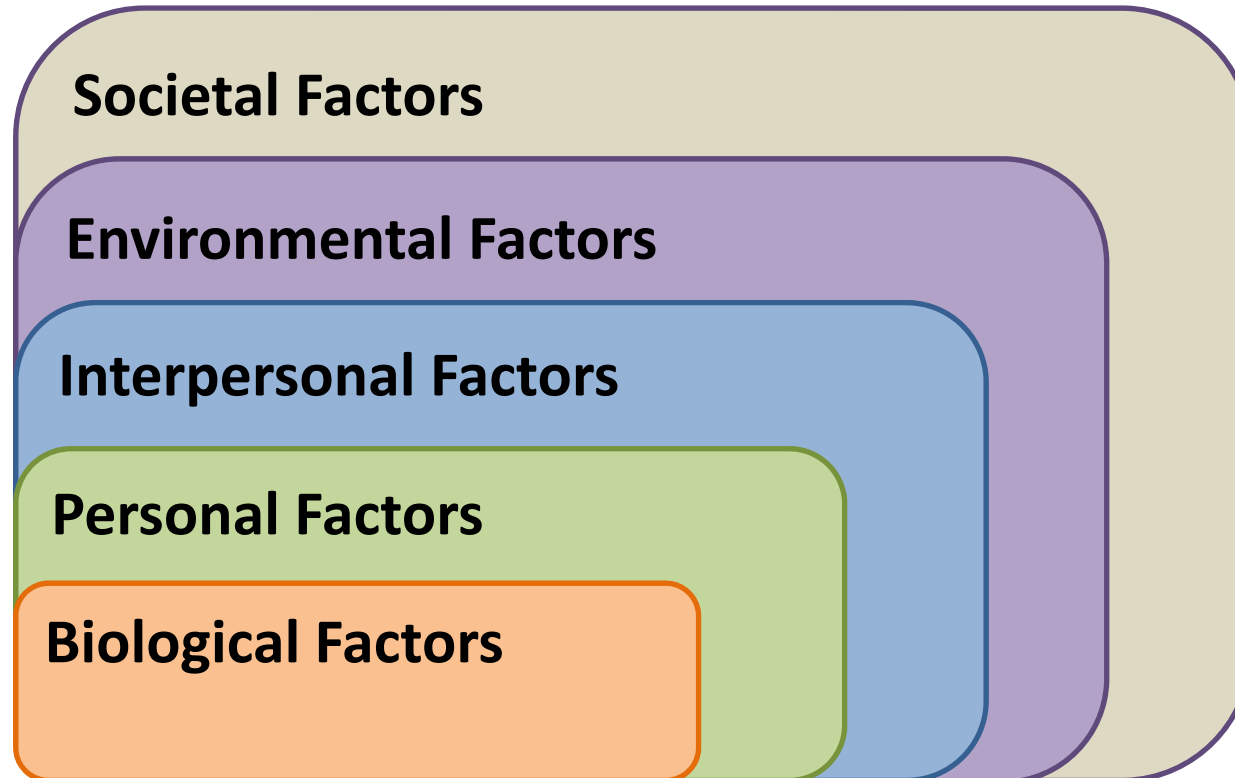 Societal Factors
Environmental Factors
Interpersonal Factors
Personal Factors
Biological Factors